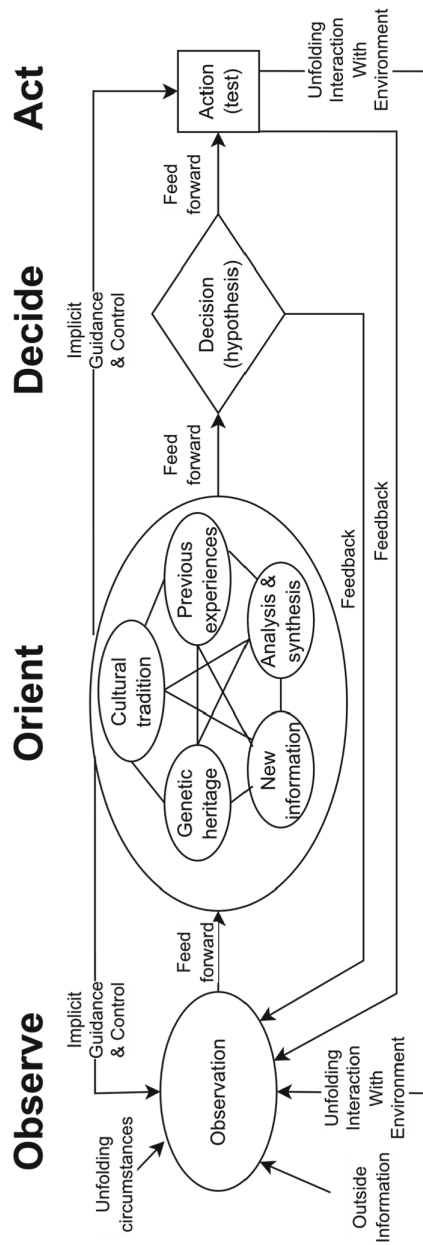 Observe
Orient
Decide
Act
Implicit
Guidance
& Control
Implicit
Guidance
& Control
Unfolding
circumstances
Observation
Feed
forward
Cultural
tradition
Genetic
heritage
Previous
experiences
New
information
Analysis &
synthesis
Feed
forward
Decision
(hypothesis)
Feed
forward
Action
(test)
Outside
Information
Unfolding
Interaction
With
Environment
Feedback
Feedback
Unfolding
Interaction
With
Environment